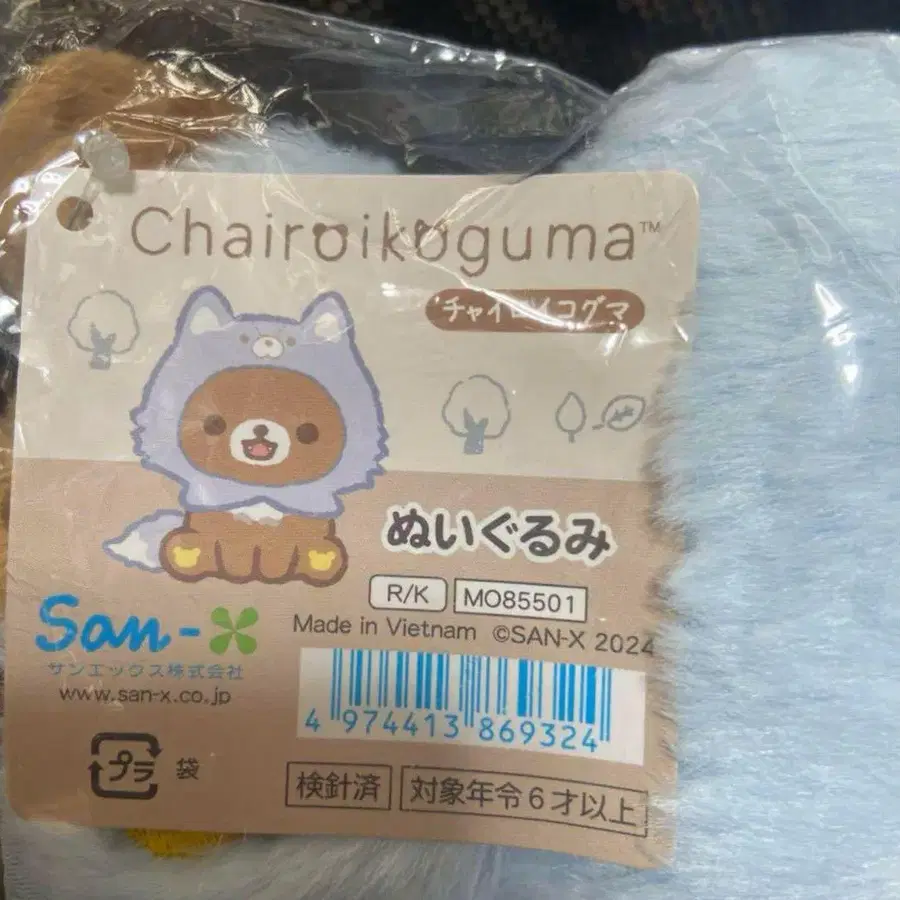 Chairoikoguma™
チャイロイコグマ
ぬいぐるみ
R/K MO85501
Made in Vietnam ©SAN-X 2024
San-X
サンエックス株式会社
www.san-x.co.jp
4 974413 869324
プラ 袋
検針済 対象年令6才以上